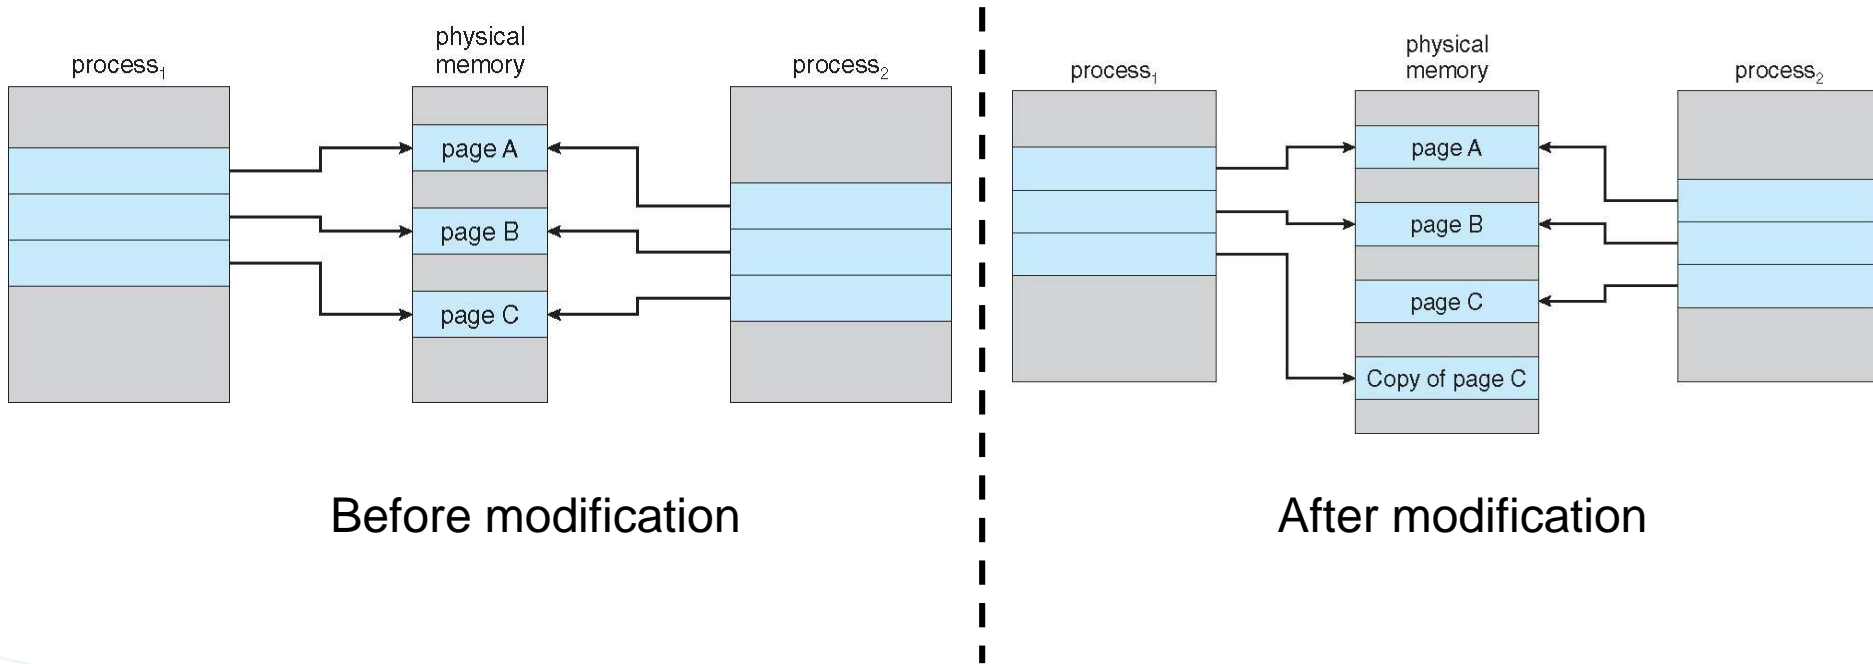 physical
memory
process₁
process₂
page A
page B
page C
Before modification
physical
memory
process₁
process₂
page A
page B
page C
Copy of page C
After modification